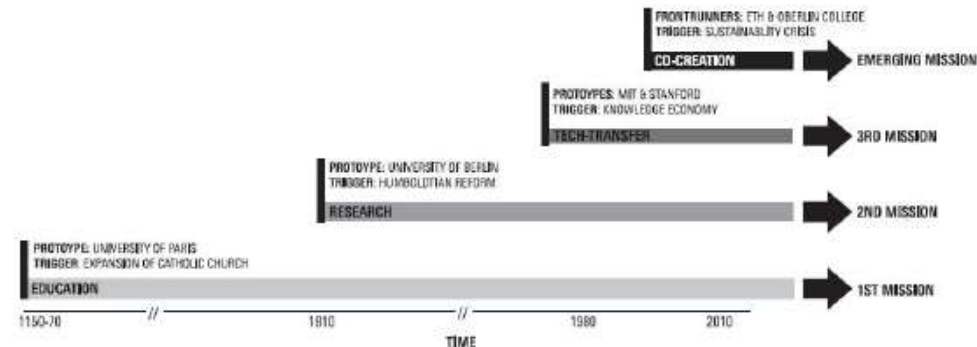 FRONTRUNNERS: ETH & OBERLIN COLLEGE
TRIGGER: SUSTAINABLITY CRISIS
CO-CREATION
EMERGING MISSION
PROTOYPES: MIT & STANFORD
TRIGGER: KNOWLEDGE ECONOMY
TECH-TRANSFER
3RD MISSION
PROTOYPE: UNIVERSITY OF BERLIN
TRIGGER: HUMBOLDTIAN REFORM
RESEARCH
2ND MISSION
PROTOYPE: UNIVERSITY OF PARIS
TRIGGER: EXPANSION OF CATHOLIC CHURCH
EDUCATION
1ST MISSION
1150-70 // 1810 // 1980 2010
TIME